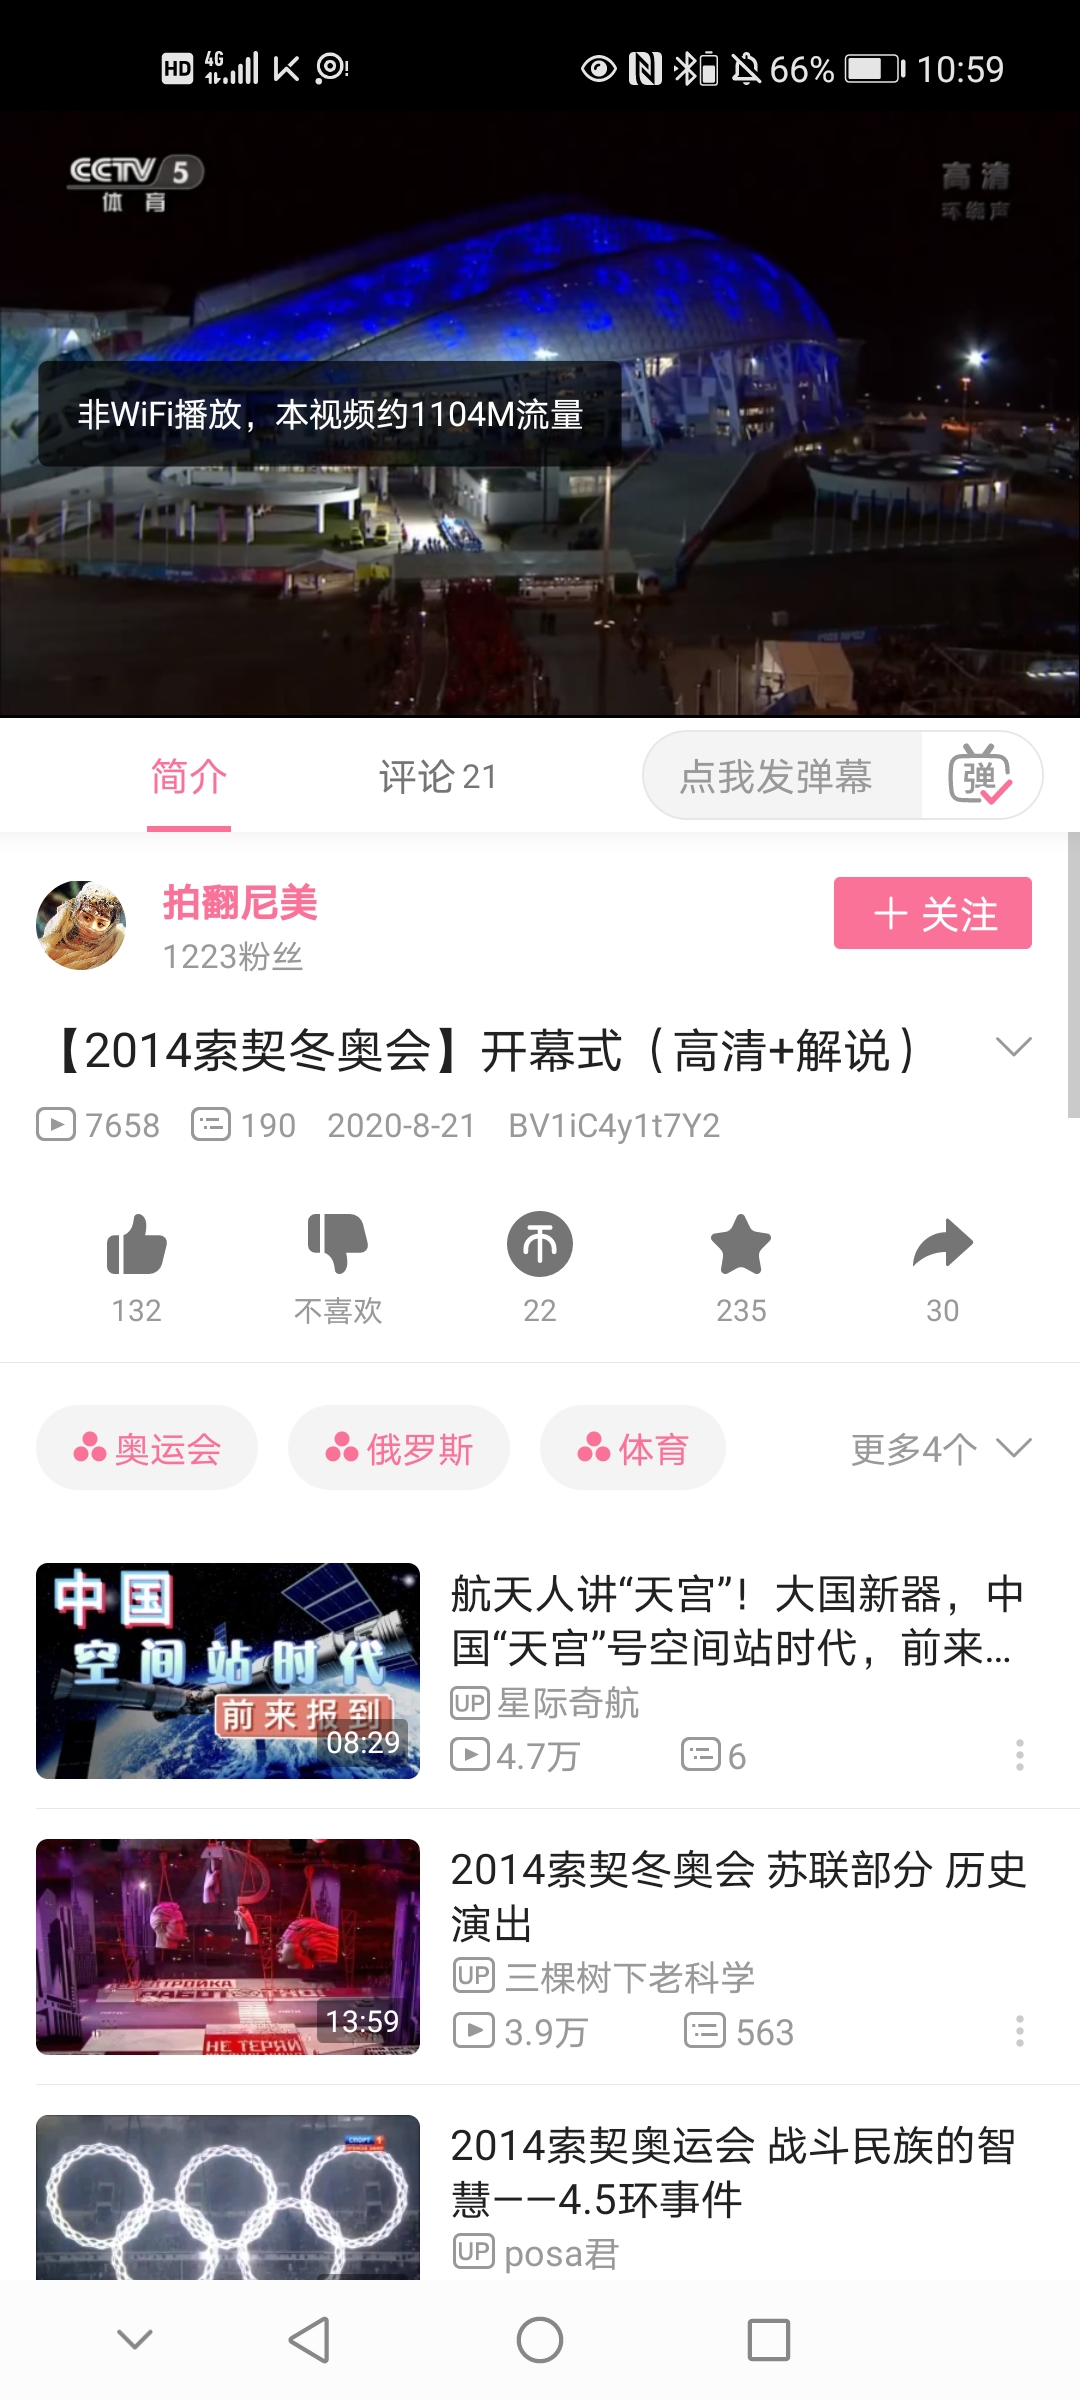 HD 4G 66% 10:59
CCTV 5
体育
高清
环绕声
非WiFi播放，本视频约1104M流量
简介 评论 21 点我发弹幕 弹
拍翻尼美
1223粉丝
＋ 关注
【2014索契冬奥会】开幕式（高清+解说）
7658 190 2020-8-21 BV1iC4y1t7Y2
132 不喜欢 22 235 30
奥运会 俄罗斯 体育 更多4个
中国
空间站时代
前来报到
08:29
航天人讲“天宫”！大国新器，中
国“天宫”号空间站时代，前来...
UP 星际奇航
4.7万 6
НЕ ТЕРЯЙ
13:59
2014索契冬奥会 苏联部分 历史
演出
UP 三棵树下老科学
3.9万 563
СПОРТ 1
2014索契奥运会 战斗民族的智
慧——4.5环事件
UP posa君